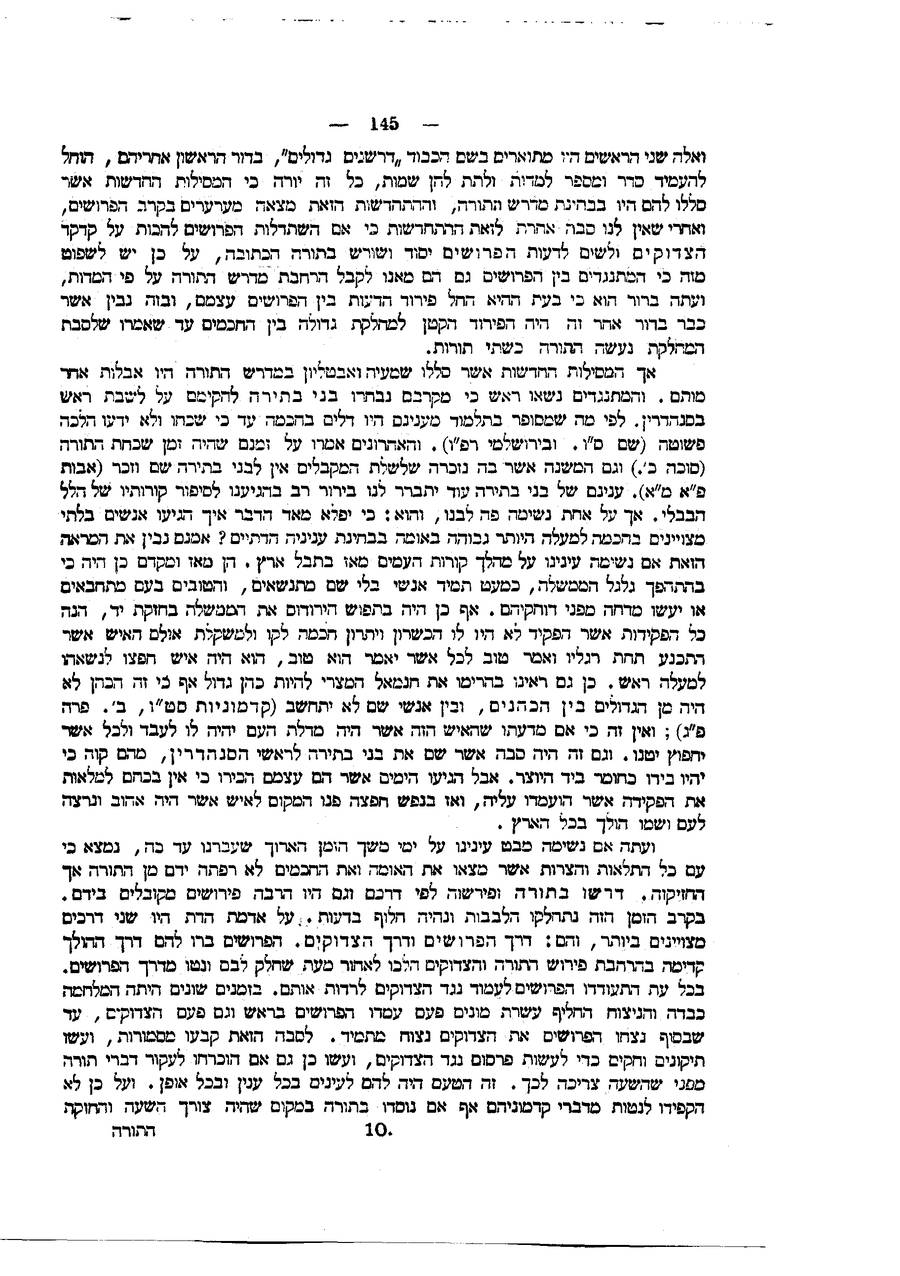 — 145 —
ואלה שני הראשים היו מתוארים בשם הכבוד „דרשנים גדולים", בדור הראשון אחריהם, הוחל
להעמיד סדר ומספר למדות ולתת להן שמות, כל זה יורה כי המסילות החדשות אשר
סללו להם היו בבחינת מדרש התורה, וההתחדשות הזאת מצאה מערערים בקרב הפרושים,
ואחרי שאין לנו סבה אחרת לזאת ההתחדשות כי אם השתדלות הפרושים להכות על קדקד
הצדוקים ולשים לדעות הפרושים יסוד ושורש בתורה הכתובה, על כן יש לשפוט
מזה כי המתנגדים בין הפרושים גם הם מאנו לקבל הרחבת מדרש התורה על פי המדות,
ועתה ברור הוא כי בעת ההיא החל פירוד הדעות בין הפרושים עצמם, ובזה נבין אשר
כבר בדור אחר זה היה הפירוד הקטן למחלקת גדולה בין החכמים עד שאמרו שלסבת
המחלקת נעשה התורה כשתי תורות.
אך המסילות החדשות אשר סללו שמעיה ואבטליון במדרש התורה היו אבלות אחר
מותם. והמתנגדים נשאו ראש כי מקרבם נבחרו בני בתירה להקימם על לשבת ראש
בסנהדרין. לפי מה שמסופר בתלמוד מענינם היו דלים בחכמה עד כי שכחו ולא ידעו הלכה
פשוטה (שם ס"ו. ובירושלמי רפ"ו). והאחרונים אמרו על זמנם שהיה זמן שכחת התורה
(סוכה כ'.) וגם המשנה אשר בה נזכרה שלשלת המקבלים אין לבני בתירה שם וזכר (אבות
פ"א מ"א). ענינם של בני בתירה עוד יתברר לנו בירור רב בהגיענו לסיפור קורותיו של הלל
הבבלי. אך על אחת נשימה פה לבנו, והוא: כי יפלא מאד הדבר איך הגיעו אנשים בלתי
מצויינים בחכמה למעלה היותר גבוהה באומה בבחינת עניניה הדתיים? אמנם נבין את המראה
הזאת אם נשימה עינינו על מהלך קורות העמים מאז בתבל ארץ. הן מאז ומקדם כן היה כי
בהתהפך גלגל הממשלה, כמעט תמיד אנשי בלי שם מתנשאים, והטובים בעם מתחבאים
או יעשו מדחה מפני דוחקיהם. אף כן היה בתפוש הירודוס את הממשלה בחזקת יד, הנה
כל הפקידות אשר הפקיד לא היו לו הכשרון ויתרון חכמה לקו ולמשקלת אולם האיש אשר
התכנע תחת רגליו ואמר טוב לכל אשר יאמר הוא טוב, הוא היה איש חפצו לנשאהו
למעלה ראש. כן גם ראינו בהרימו את חנמאל המצרי להיות כהן גדול אף כי זה הכהן לא
היה מן הגדולים בין הכהנים, ובין אנשי שם לא יתחשב (קדמוניות סט"ו, ב'. פרה
פ"ג); ואין זה כי אם מדעתו שהאיש הזה אשר היה מדלת העם יהיה לו לעבד ולכל אשר
יחפוץ יטנו. וגם זה היה סבה אשר שם את בני בתירה לראשי הסנהדרין, מהם קוה כי
יהיו בידו כחומר ביד היוצר. אבל הגיעו הימים אשר הם עצמם הכירו כי אין בכחם למלאות
את הפקידה אשר הועמדו עליה, ואז בנפש חפצה פנו המקום לאיש אשר היה אהוב ונרצה
לעם ושמו הולך בכל הארץ.
ועתה אם נשימה מבט עינינו על ימי משך הזמן הארוך שעברנו עד כה, נמצא כי
עם כל התלאות והצרות אשר מצאו את האומה ואת החכמים לא רפתה ידם מן התורה אך
החזיקוה. דרשו בתורה ופירשוה לפי דרכם וגם היו הרבה פירושים מקובלים בידם.
בקרב הזמן הזה נתחלקו הלבבות ונהיה חלוף בדעות. על אדמת הדת היו שני דרכים
מצויינים ביותר, והם: דרך הפרושים ודרך הצדוקים. הפרושים ברו להם דרך ההולך
קדימה בהרחבת פירוש התורה והצדוקים הלכו לאחור מעת שחלק לבם ונטו מדרך הפרושים.
בכל עת התעודדו הפרושים לעמוד נגד הצדוקים לרדות אותם. בזמנים שונים היתה המלחמה
כבדה והניצוח החליף עשרת מונים פעם עמדו הפרושים בראש וגם פעם הצדוקים, עד
שבסוף נצחו הפרושים את הצדוקים נצוח מתמיד. לסבה הזאת קבעו מסמורות, ועשו
תיקונים וחקים כדי לעשות פרסום נגד הצדוקים, ועשו כן גם אם הוכרחו לעקור דברי תורה
מפני שהשעה צריכה לכך. זה הטעם היה להם לעינים בכל ענין ובכל אופן. ועל כן לא
הקפידו לנטות מדברי קדמוניהם אף אם נוסדו בתורה במקום שהיה צורך השעה והחזקת
10. התורה